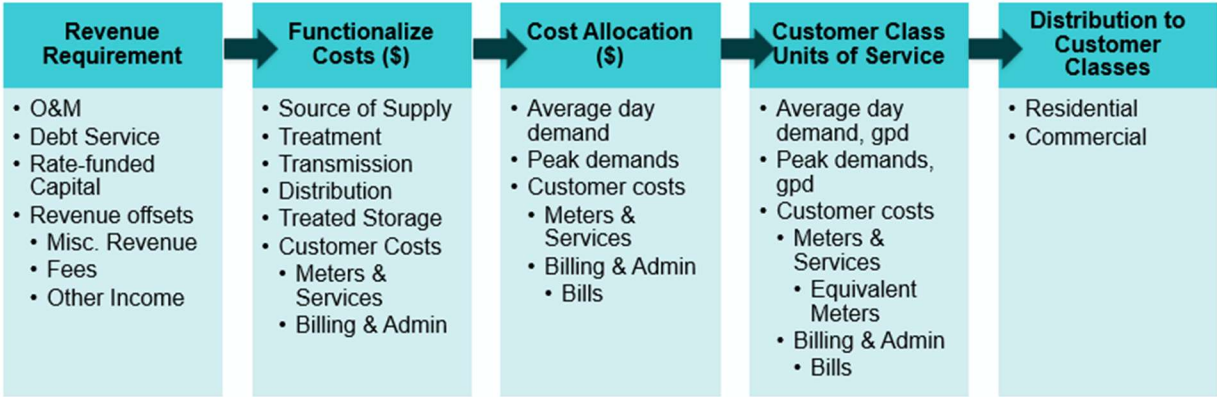 Revenue
Requirement
• O&M
• Debt Service
• Rate-funded
Capital
• Revenue offsets
• Misc. Revenue
• Fees
• Other Income
Functionalize
Costs ($)
• Source of Supply
• Treatment
• Transmission
• Distribution
• Treated Storage
• Customer Costs
• Meters &
Services
• Billing & Admin
Cost Allocation
($)
• Average day
demand
• Peak demands
• Customer costs
• Meters &
Services
• Billing & Admin
• Bills
Customer Class
Units of Service
• Average day
demand, gpd
• Peak demands,
gpd
• Customer costs
• Meters &
Services
• Equivalent
Meters
• Billing & Admin
• Bills
Distribution to
Customer
Classes
• Residential
• Commercial